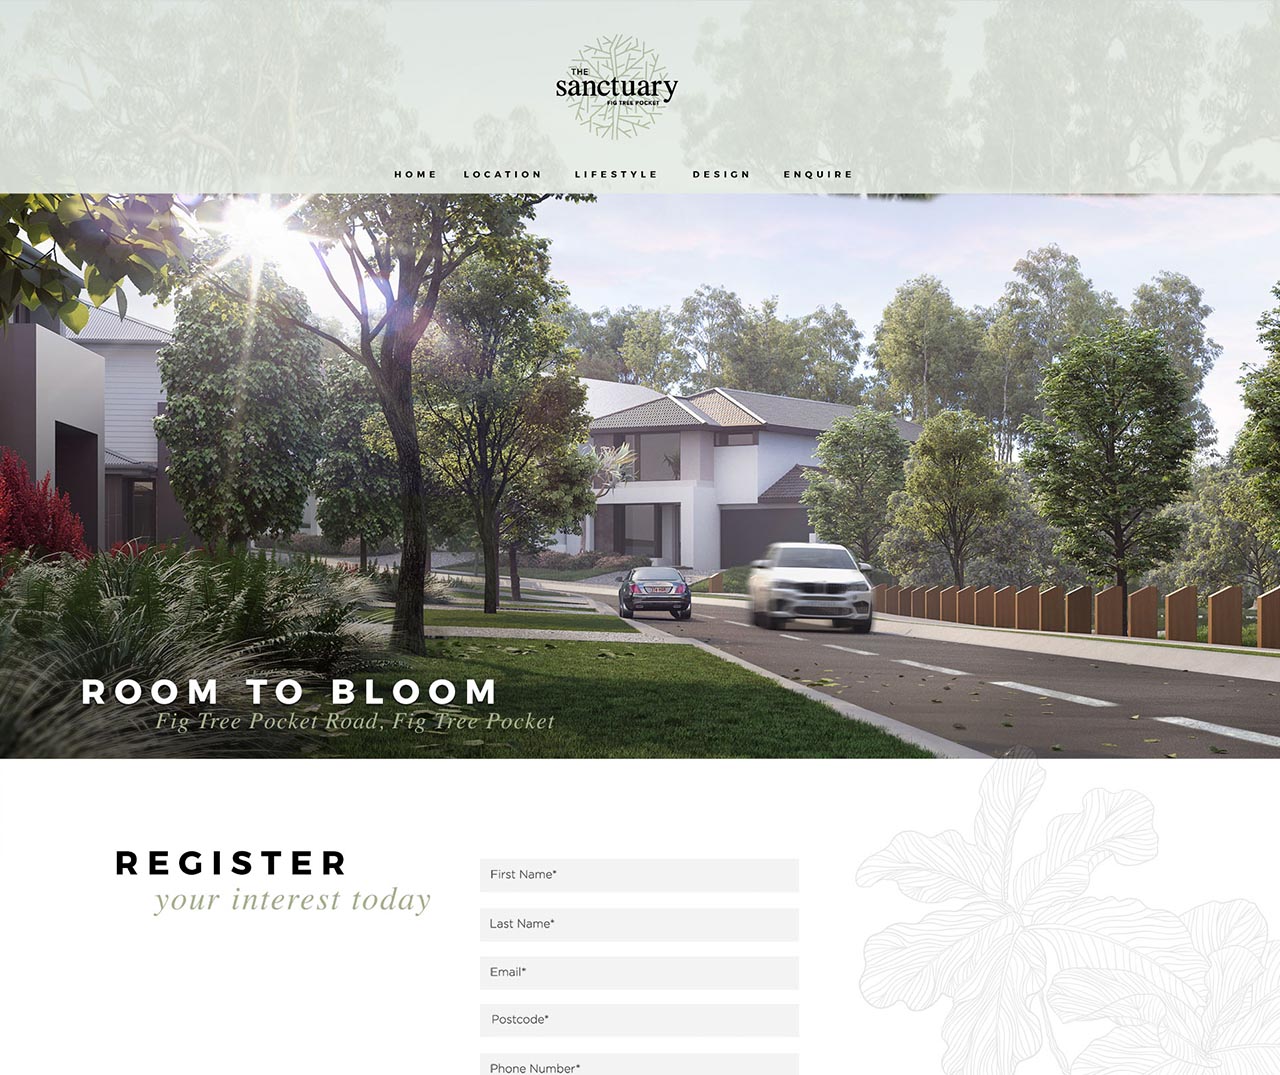 THE
sanctuary
FIG TREE POCKET
HOME LOCATION LIFESTYLE DESIGN ENQUIRE
ROOM TO BLOOM
Fig Tree Pocket Road, Fig Tree Pocket
REGISTER
your interest today
First Name*
Last Name*
Email*
Postcode*
Phone Number*